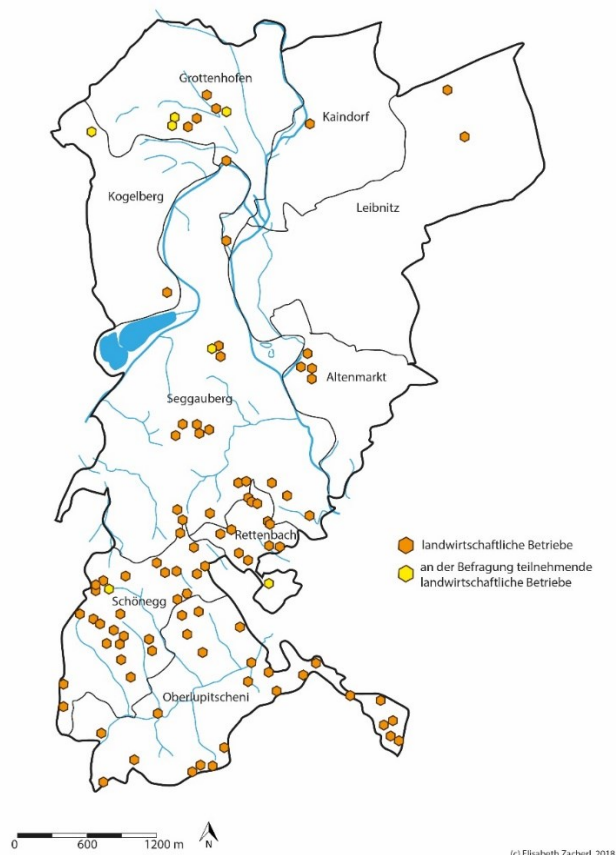 Grottenhofen
Kaindorf
Kogelberg
Leibnitz
Altenmarkt
Seggauberg
Rettenbach
landwirtschaftliche Betriebe
an der Befragung teilnehmende
landwirtschaftliche Betriebe
Schönegg
Oberlupitscheni
0 600 1200 m
N
(c) Elisabeth Zacherl, 2018